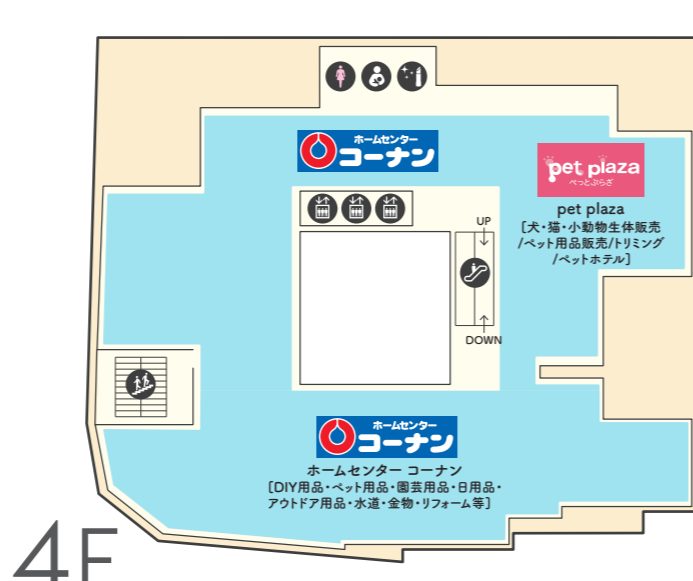 ホームセンター
コーナン
pet plaza
ぺっとぷらざ
pet plaza
[犬・猫・小動物生体販売
/ペット用品販売/トリミング
/ペットホテル]
UP
DOWN
ホームセンター
コーナン
ホームセンター コーナン
[DIY用品・ペット用品・園芸用品・日用品・
アウトドア用品・水道・金物・リフォーム等]
4F